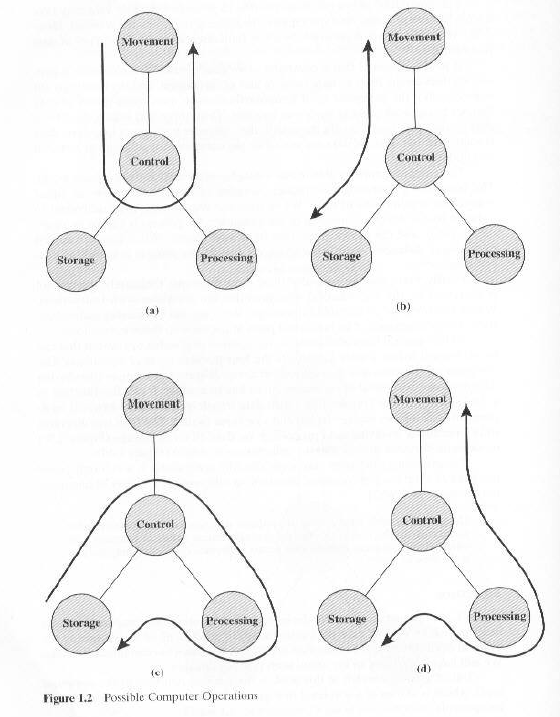 Movement
Movement
Control
Control
Storage
Processing
Storage
Processing
(a)
(b)
Movement
Movement
Control
Control
Storage
Processing
Storage
Processing
(c)
(d)
Figure 1.2 Possible Computer Operations